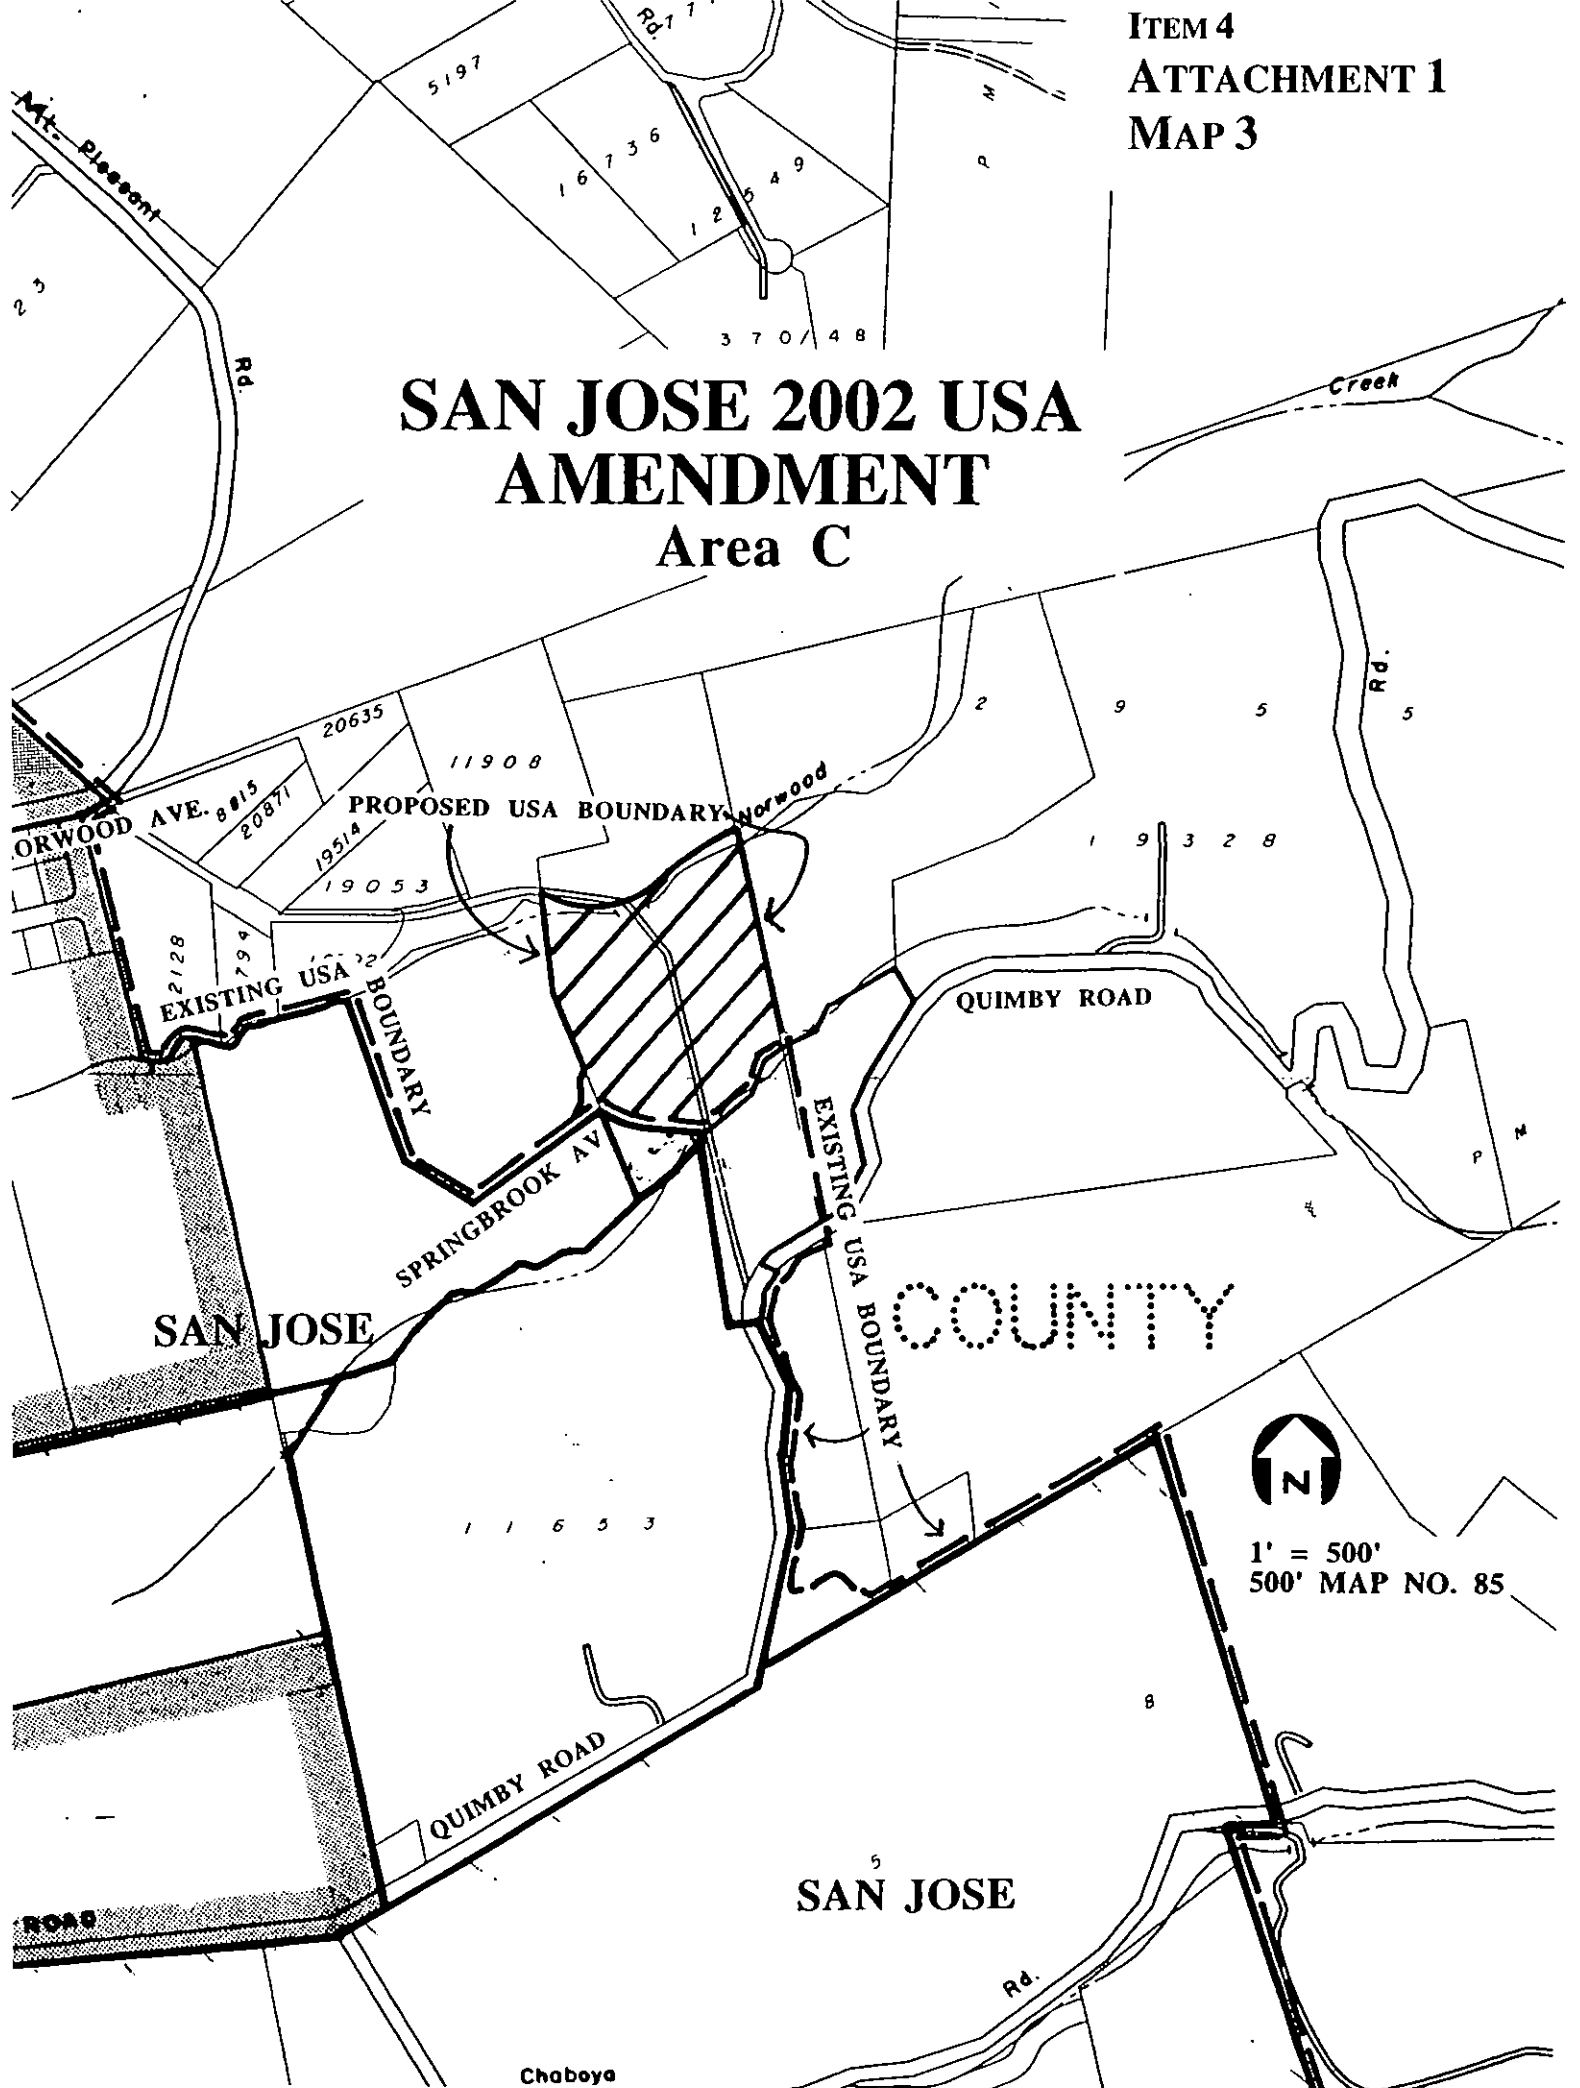 ITEM 4
ATTACHMENT 1
MAP 3
5197
Rd.
Mt. Pleasant
16736
12549
P M
23
370/48
Rd.
SAN JOSE 2002 USA
AMENDMENT
Area C
Creek
Rd.
20635
2 9 5 5
11908
8815
20871
PROPOSED USA BOUNDARY
Norwood
ORWOOD AVE.
19514
19328
19053
2128
794
EXISTING USA BOUNDARY
QUIMBY ROAD
EXISTING USA BOUNDARY
P M
SPRINGBROOK AV
COUNTY
SAN JOSE
N
11653
1' = 500'
500' MAP NO. 85
8
QUIMBY ROAD
5
SAN JOSE
ROAD
Rd.
Chaboya